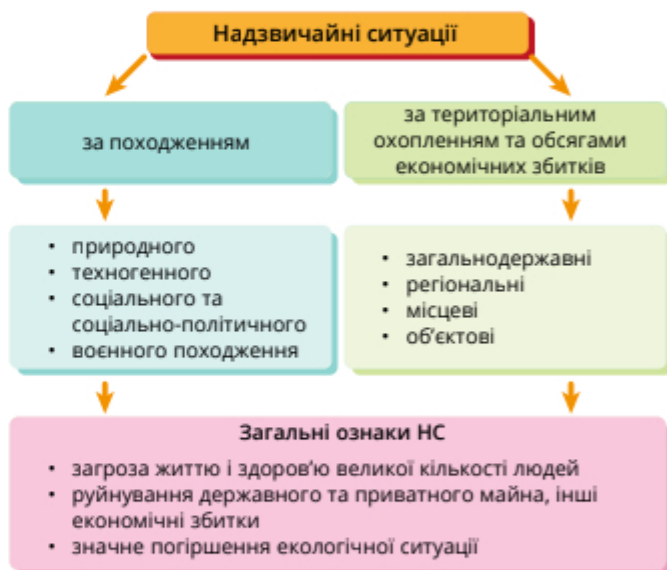 Надзвичайні ситуації
за походженням
за територіальним
охопленням та обсягами
економічних збитків
• природного
• техногенного
• соціального та
соціально-політичного
• воєнного походження
• загальнодержавні
• регіональні
• місцеві
• об’єктові
Загальні ознаки НС
• загроза життю і здоров’ю великої кількості людей
• руйнування державного та приватного майна, інші
економічні збитки
• значне погіршення екологічної ситуації